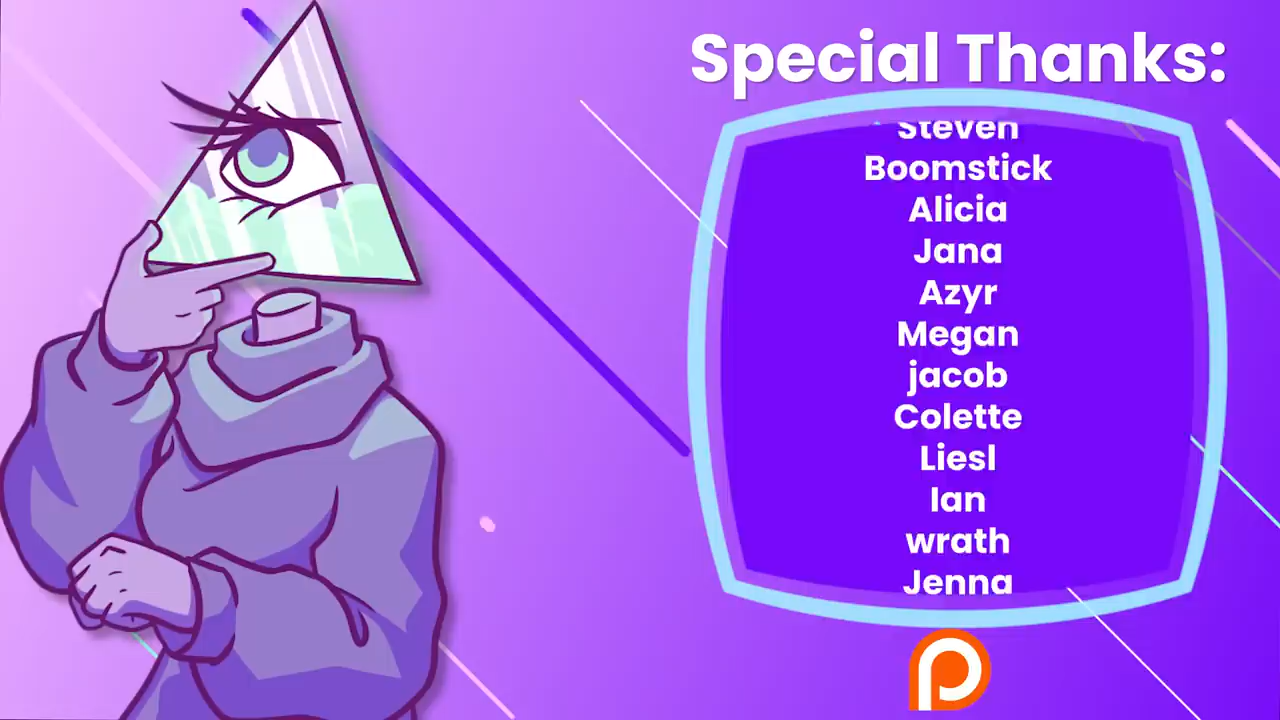 Special Thanks:
Steven
Boomstick
Alicia
Jana
Azyr
Megan
jacob
Colette
Liesl
Ian
wrath
Jenna